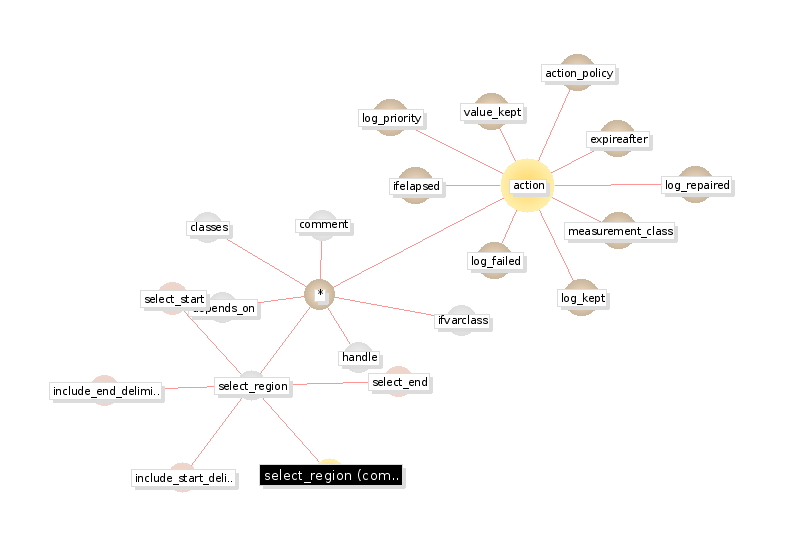 action_policy
value_kept
log_priority
expireafter
ifelapsed
action
log_repaired
classes
comment
measurement_class
log_failed
*
select_start
log_kept
depends_on
ifvarclass
handle
select_region
select_end
include_end_delimi..
include_start_deli..
select_region (com..